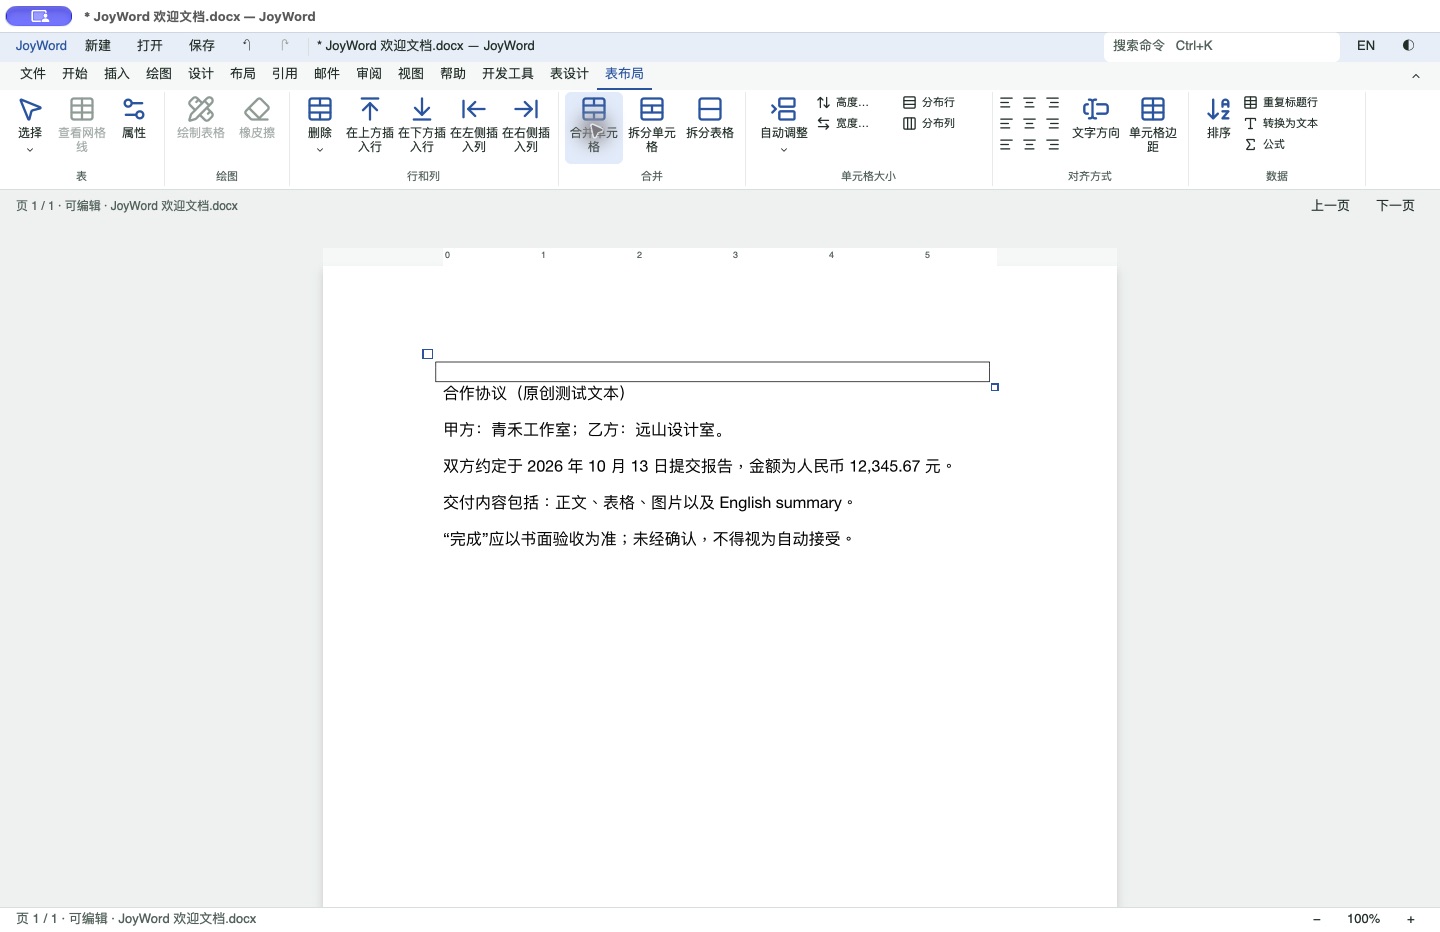 * JoyWord 欢迎文档.docx — JoyWord
JoyWord 新建 打开 保存 * JoyWord 欢迎文档.docx — JoyWord 搜索命令 Ctrl+K EN
文件 开始 插入 绘图 设计 布局 引用 邮件 审阅 视图 帮助 开发工具 表设计 表布局
选择 查看网格线 属性 绘制表格 橡皮擦 删除 在上方插入行 在下方插入行 在左侧插入列 在右侧插入列 合并单元格 拆分单元格 拆分表格 自动调整 高度... 宽度... 分布行 分布列 文字方向 单元格边距 排序 重复标题行 转换为文本 公式
表 绘图 行和列 合并 单元格大小 对齐方式 数据
页 1 / 1 · 可编辑 · JoyWord 欢迎文档.docx 上一页 下一页
0 1 2 3 4 5
合作协议（原创测试文本）
甲方：青禾工作室；乙方：远山设计室。
双方约定于 2026 年 10 月 13 日提交报告，金额为人民币 12,345.67 元。
交付内容包括：正文、表格、图片以及 English summary。
“完成”应以书面验收为准；未经确认，不得视为自动接受。
页 1 / 1 · 可编辑 · JoyWord 欢迎文档.docx − 100% +